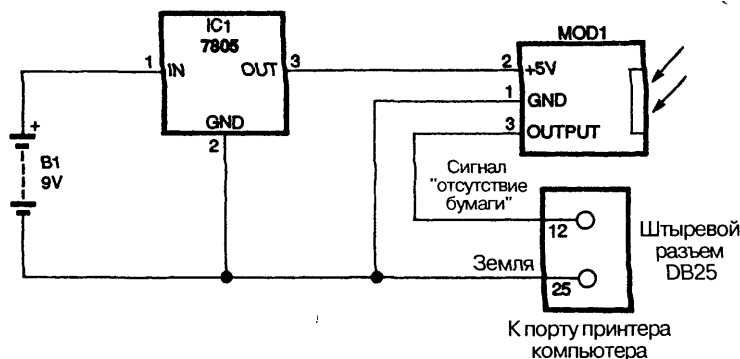 IC1
7805
1
IN
OUT
3
GND
2
+
B1
9V
MOD1
2
+5V
1
GND
3
OUTPUT
Сигнал
"отсутствие
бумаги"
12
Земля
25
Штыревой
разъем
DB25
К порту принтера
компьютера